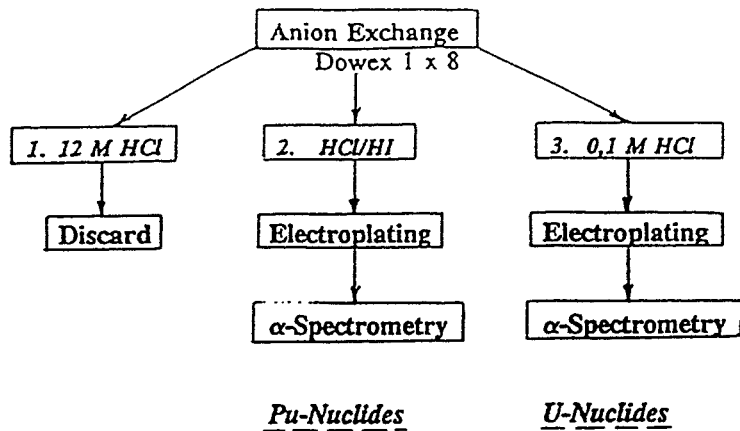 Anion Exchange
Dowex 1 x 8
1. 12 M HCl
2. HCl/HI
3. 0,1 M HCl
Discard
Electroplating
Electroplating
α-Spectrometry
α-Spectrometry
Pu-Nuclides
U-Nuclides